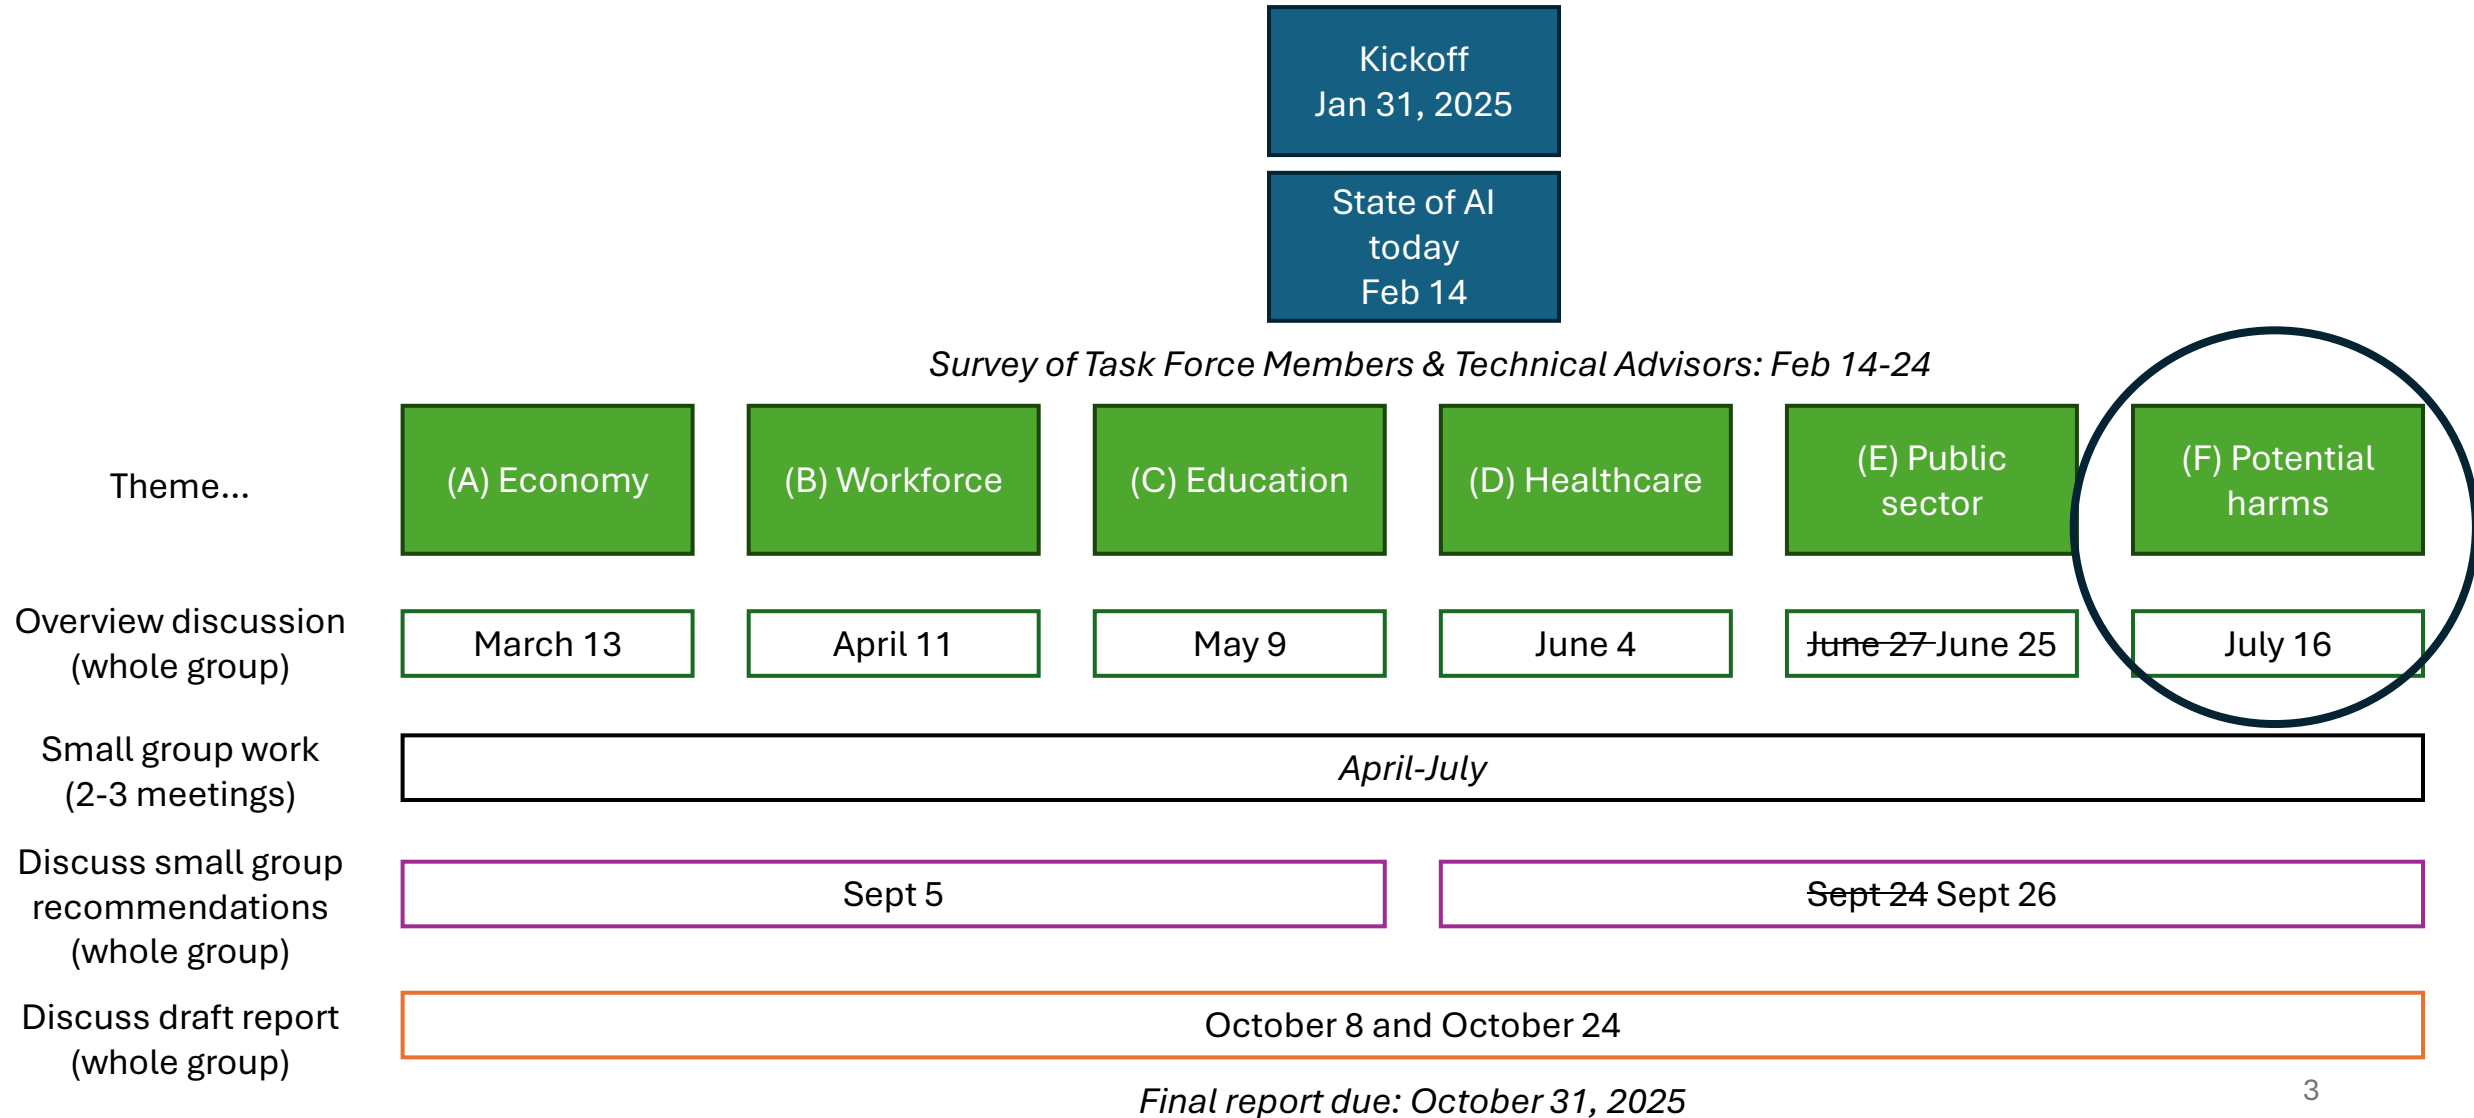 Kickoff
Jan 31, 2025
State of AI
today
Feb 14
Survey of Task Force Members & Technical Advisors: Feb 14-24
Theme...
(A) Economy
(B) Workforce
(C) Education
(D) Healthcare
(E) Public
sector
(F) Potential
harms
Overview discussion
(whole group)
March 13
April 11
May 9
June 4
June 27 June 25
July 16
Small group work
(2-3 meetings)
April-July
Discuss small group
recommendations
(whole group)
Sept 5
Sept 24 Sept 26
Discuss draft report
(whole group)
October 8 and October 24
Final report due: October 31, 2025
3